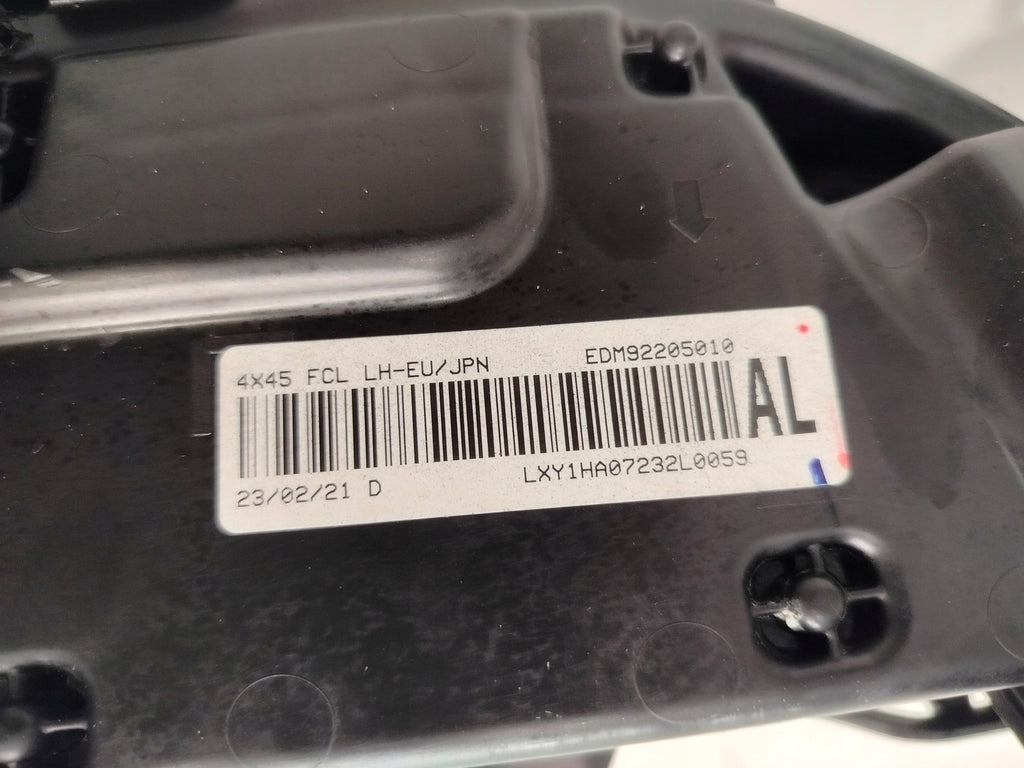 4X45 FCL LH-EU/JPN EDM92205010
AL
23/02/21 D LXY1HA07232L0059